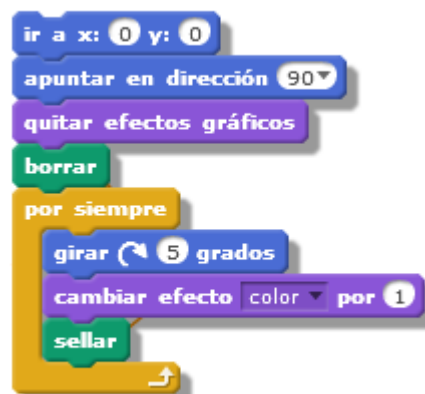 ir a x: 0 y: 0
apuntar en dirección 90
quitar efectos gráficos
borrar
por siempre
girar 5 grados
cambiar efecto color por 1
sellar